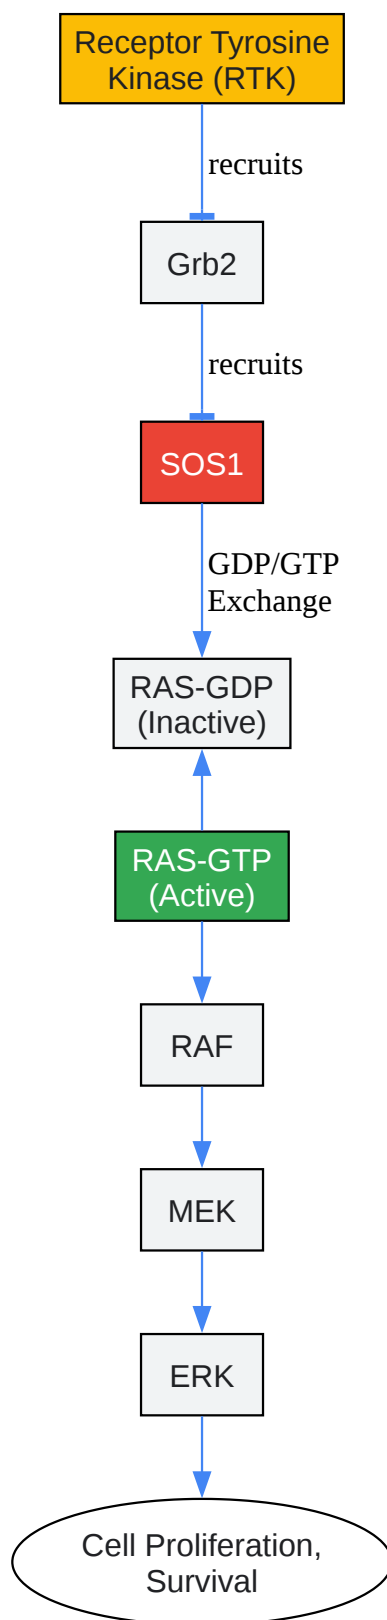 Receptor Tyrosine
Kinase (RTK)
recruits
Grb2
recruits
SOS1
GDP/GTP
Exchange
RAS-GDP
(Inactive)
RAS-GTP
(Active)
RAF
MEK
ERK
Cell Proliferation,
Survival